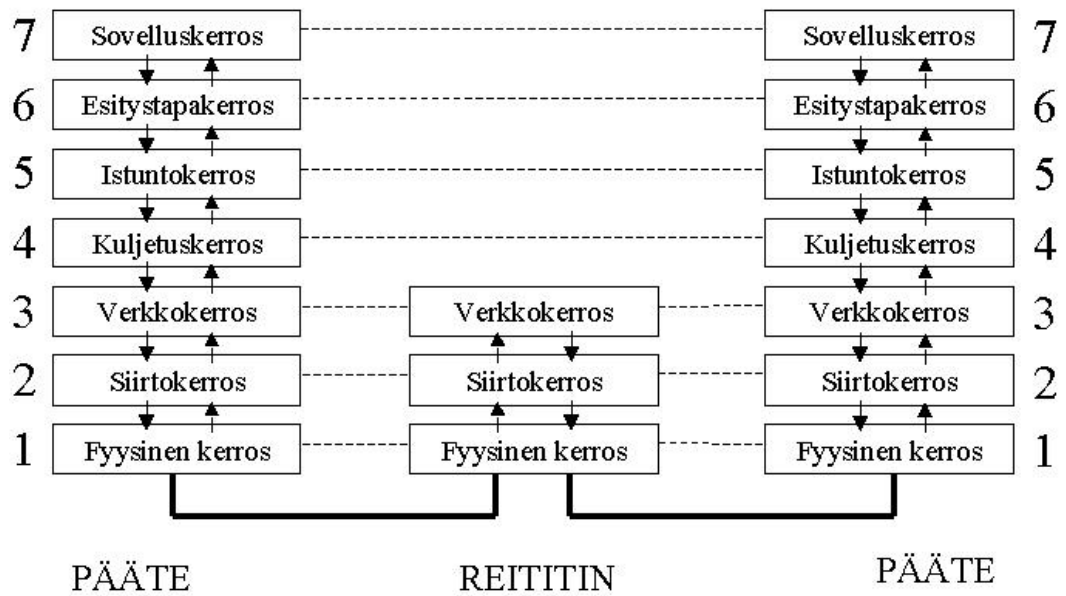 7 Sovelluskerros Sovelluskerros 7
6 Esitystapakerros Esitystapakerros 6
5 Istuntokerros Istuntokerros 5
4 Kuljetuskerros Kuljetuskerros 4
3 Verkkokerros Verkkokerros Verkkokerros 3
2 Siirtokerros Siirtokerros Siirtokerros 2
1 Fyysinen kerros Fyysinen kerros Fyysinen kerros 1
PÄÄTE REITITIN PÄÄTE